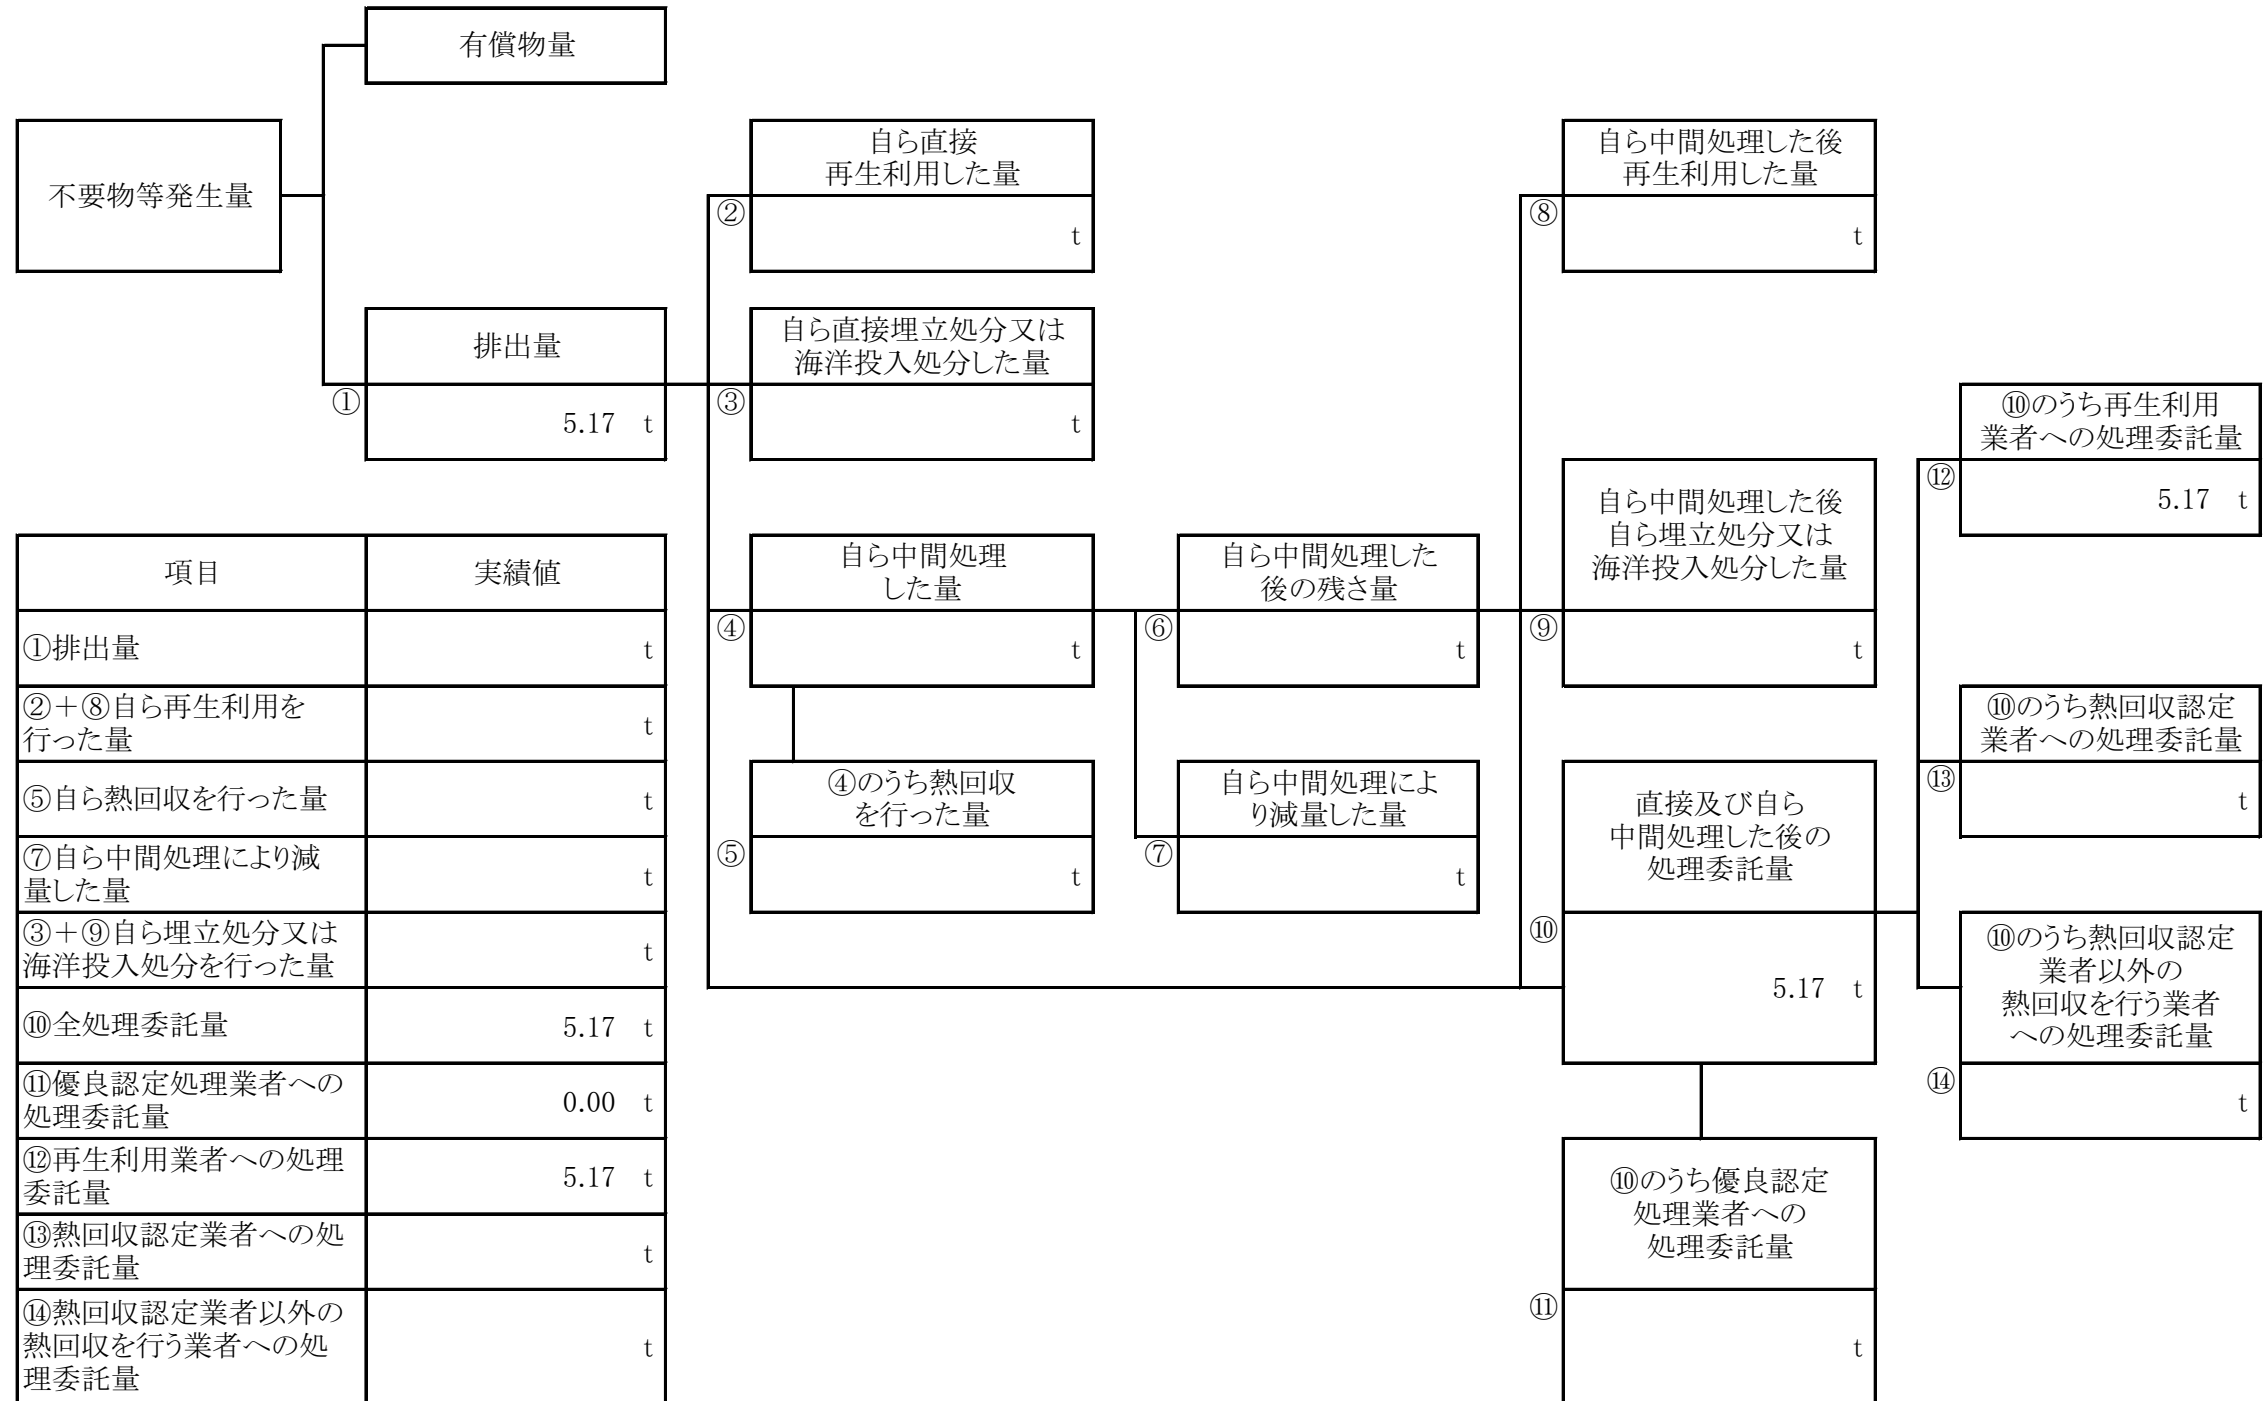 有償物量
不要物等発生量
自ら直接
再生利用した量
②
t
自ら中間処理した後
再生利用した量
⑧
t
排出量
①
5.17 t
自ら直接埋立処分又は
海洋投入処分した量
③
t
⑩のうち再生利用
業者への処理委託量
⑫
5.17 t
自ら中間処理
した量
④
t
自ら中間処理した
後の残さ量
⑥
t
自ら中間処理した後
自ら埋立処分又は
海洋投入処分した量
⑨
t
⑩のうち熱回収認定
業者への処理委託量
⑬
t
④のうち熱回収
を行った量
⑤
t
自ら中間処理によ
り減量した量
⑦
t
直接及び自ら
中間処理した後の
処理委託量
⑩
5.17 t
⑩のうち熱回収認定
業者以外の
熱回収を行う業者
への処理委託量
⑭
t
⑩のうち優良認定
処理業者への
処理委託量
⑪
t
項目 実績値
①排出量 t
②＋⑧自ら再生利用を
行った量 t
⑤自ら熱回収を行った量 t
⑦自ら中間処理により減
量した量 t
③＋⑨自ら埋立処分又は
海洋投入処分を行った量 t
⑩全処理委託量 5.17 t
⑪優良認定処理業者への
処理委託量 0.00 t
⑫再生利用業者への処理
委託量 5.17 t
⑬熱回収認定業者への処
理委託量 t
⑭熱回収認定業者以外の
熱回収を行う業者への処 t
理委託量